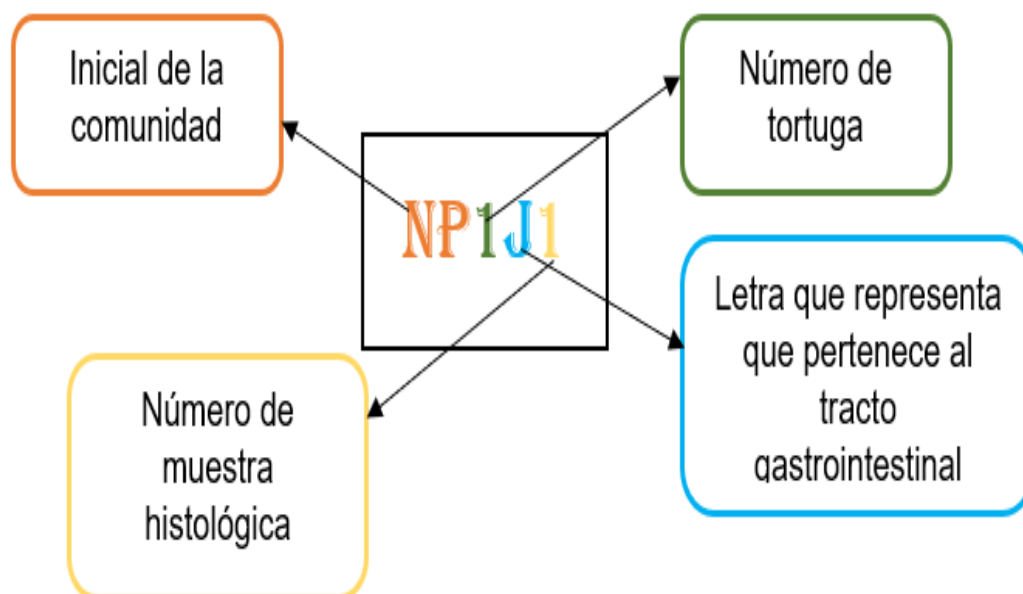 Inicial de la
comunidad
Número de
tortuga
NP1J1
Letra que representa
que pertenece al
tracto
gastrointestinal
Número de
muestra
histológica